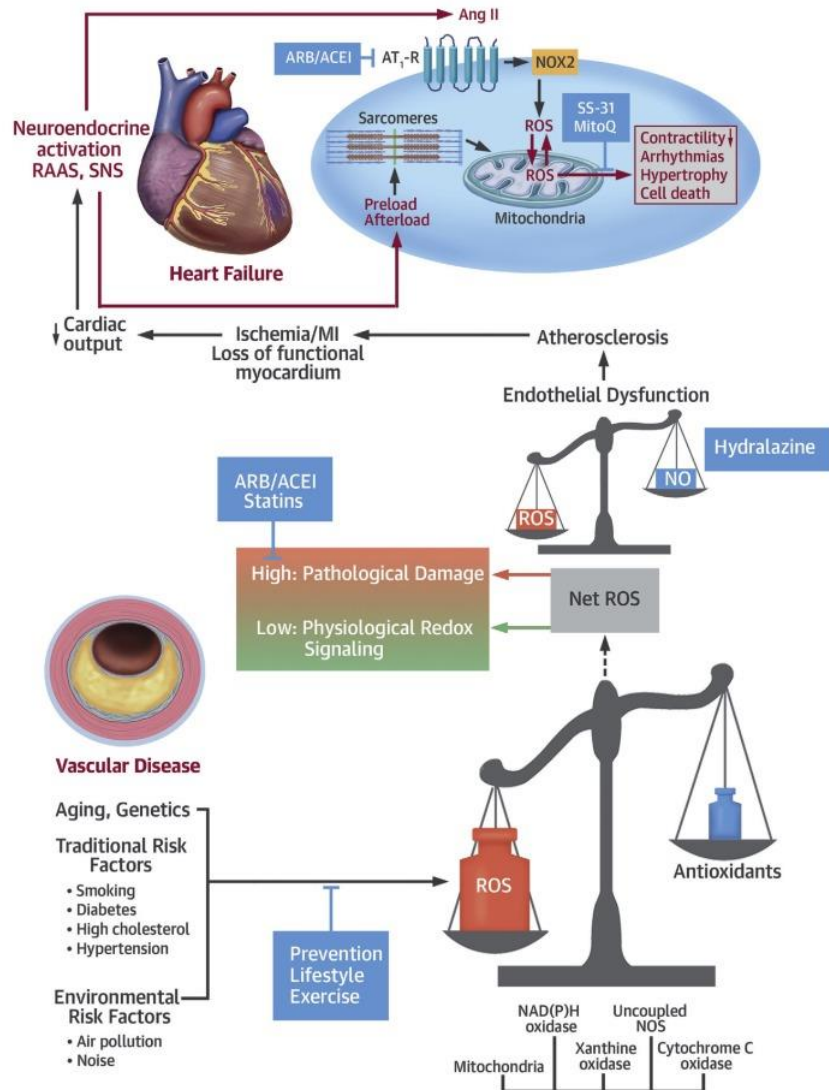 Ang II
ARB/ACEI
AT₁-R
NOX2
SS-31
MitoQ
Sarcomeres
ROS
ROS
Contractility
Arrhythmias
Hypertrophy
Cell death
Neuroendocrine
activation
RAAS, SNS
Preload
Afterload
Mitochondria
Heart Failure
Cardiac
output
Ischemia/MI
Loss of functional
myocardium
Atherosclerosis
Endothelial Dysfunction
Hydralazine
ROS
NO
ARB/ACEI
Statins
High: Pathological Damage
Low: Physiological Redox
Signaling
Net ROS
Vascular Disease
Aging, Genetics
Traditional Risk
Factors
• Smoking
• Diabetes
• High cholesterol
• Hypertension
Environmental
Risk Factors
• Air pollution
• Noise
Prevention
Lifestyle
Exercise
ROS
Antioxidants
NAD(P)H
oxidase
Uncoupled
NOS
Mitochondria
Xanthine
oxidase
Cytochrome C
oxidase